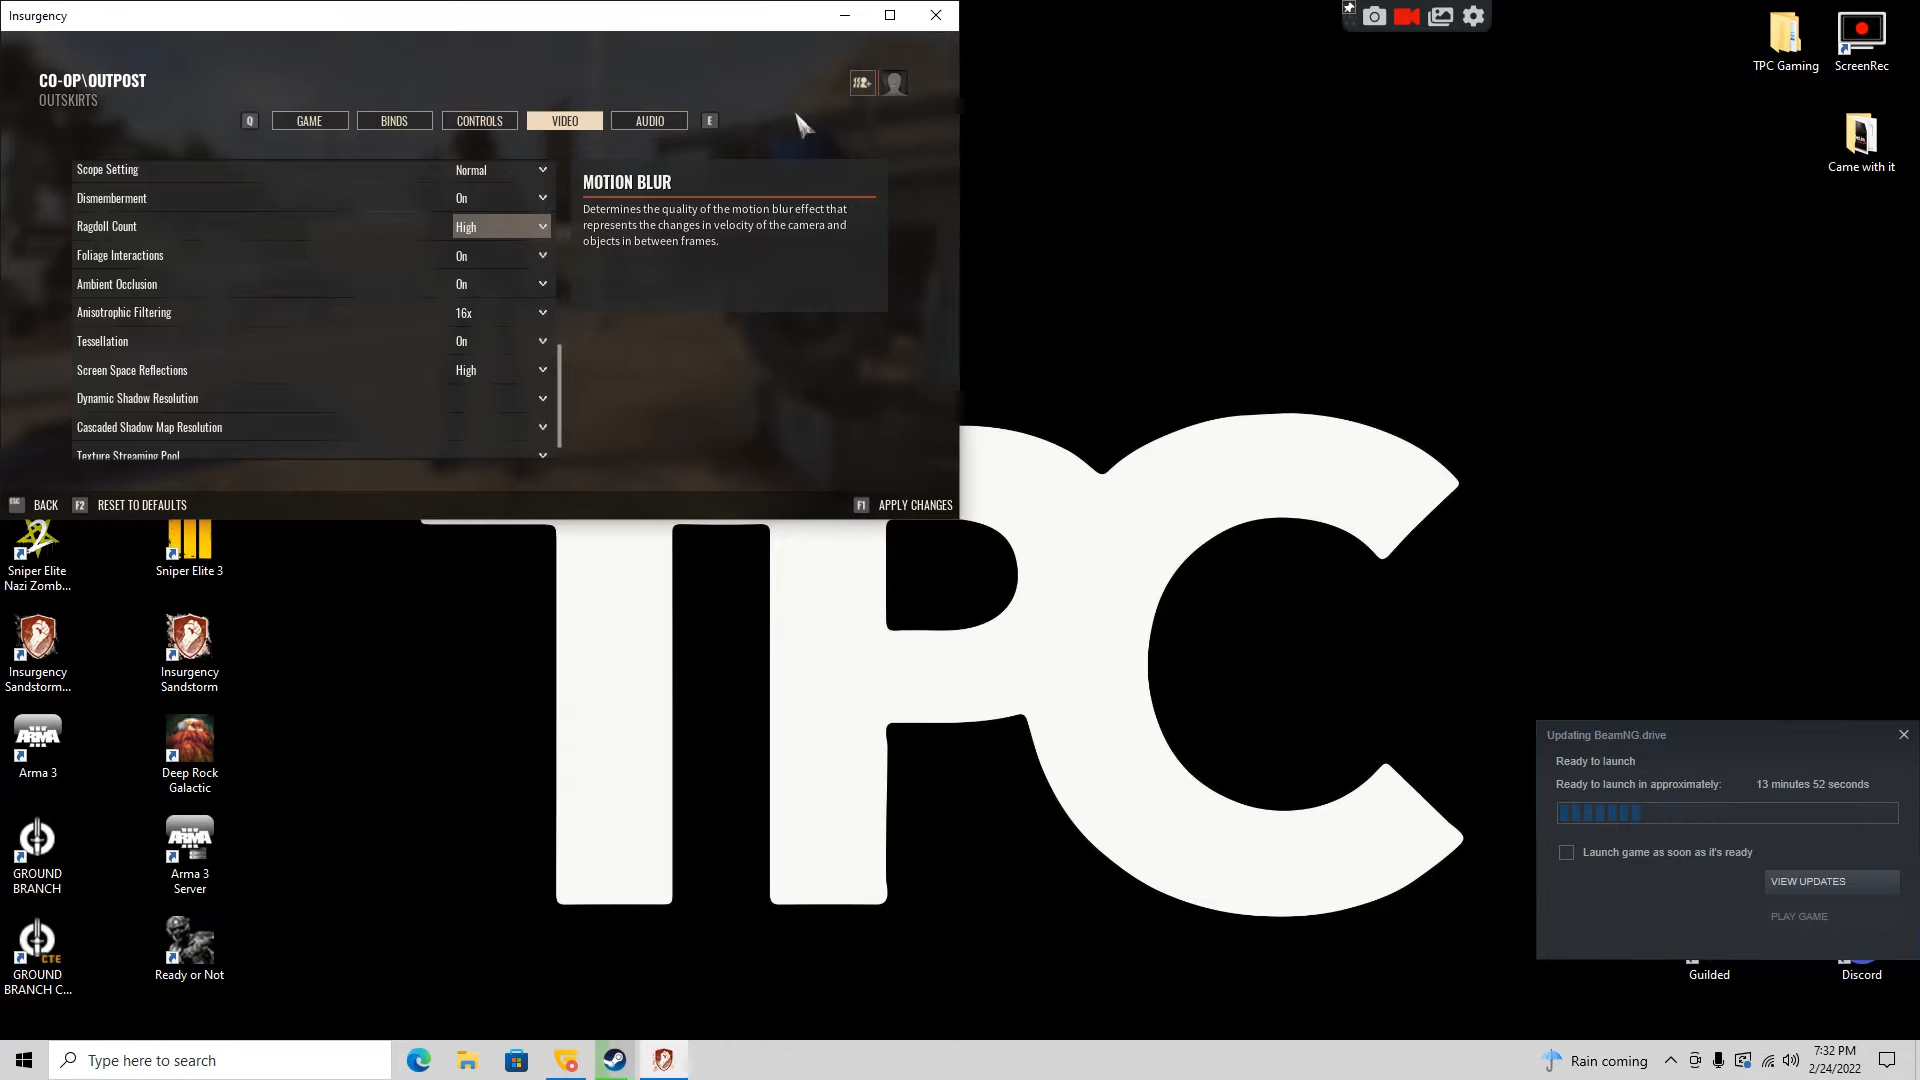 Insurgency
CO-OP\OUTPOST
OUTSKIRTS
Q
GAME
BINDS
CONTROLS
VIDEO
AUDIO
E
Scope Setting
Normal
Dismemberment
On
Ragdoll Count
High
Foliage Interactions
On
Ambient Occlusion
On
Anisotrophic Filtering
16x
Tessellation
On
Screen Space Reflections
High
Dynamic Shadow Resolution
Cascaded Shadow Map Resolution
Texture Streaming Pool
MOTION BLUR
Determines the quality of the motion blur effect that
represents the changes in velocity of the camera and
objects in between frames.
ESC
BACK
F2
RESET TO DEFAULTS
F1
APPLY CHANGES
TPC Gaming
ScreenRec
Came with it
TPC
Sniper Elite
Nazi Zomb...
Sniper Elite 3
Insurgency
Sandstorm...
Insurgency
Sandstorm
ARMA
Arma 3
Deep Rock
Galactic
GROUND
BRANCH
ARMA
Arma 3
Server
CTE
GROUND
BRANCH C...
Ready or Not
Updating BeamNG.drive
Ready to launch
Ready to launch in approximately:
13 minutes 52 seconds
Launch game as soon as it's ready
VIEW UPDATES
PLAY GAME
Guilded
Discord
Type here to search
Rain coming
7:32 PM
2/24/2022